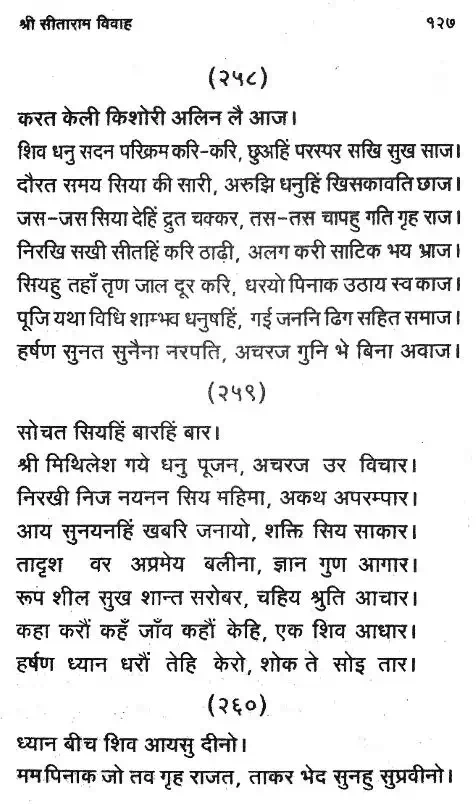 श्री सीताराम विवाह १२७
(२५८)
करत केली किशोरी अलिन लै आज।
शिव धनु सदन परिक्रम करि-करि, छुअहिं परस्पर सखि सुख साज।
दौरत समय सिया की सारी, अरुझि धनुहिं खिसकावति छाज।
जस-जस सिया देहिं द्रुत चक्कर, तस-तस चापहु गति गृह राज।
निरखि सखी सीतहिं करि ठाढ़ी, अलग करी साटिक भय भ्राज।
सियहु तहाँ तृण जाल दूर करि, धरयो पिनाक उठाय स्व काज।
पूजि यथा विधि शाम्भव धनुषहिं, गई जननि ढिग सहित समाज।
हर्षण सुनत सुनैना नरपति, अचरज गुनि भे बिना अवाज।
(२५९)
सोचत सियहिं बारहिं बार।
श्री मिथिलेश गये धनु पूजन, अचरज उर विचार।
निरखी निज नयनन सिय महिमा, अकथ अपरम्पार।
आय सुनयनहिं खबरि जनायो, शक्ति सिय साकार।
तादृश वर अप्रमेय बलीना, ज्ञान गुण आगार।
रूप शील सुख शान्त सरोबर, चहिय श्रुति आचार।
कहा करौं कहँ जाँव कहौं केहि, एक शिव आधार।
हर्षण ध्यान धरौं तेहि केरो, शोक ते सोइ तार।
(२६०)
ध्यान बीच शिव आयसु दीनो।
मम पिनाक जो तव गृह राजत, ताकर भेद सुनहु सुप्रवीनो।